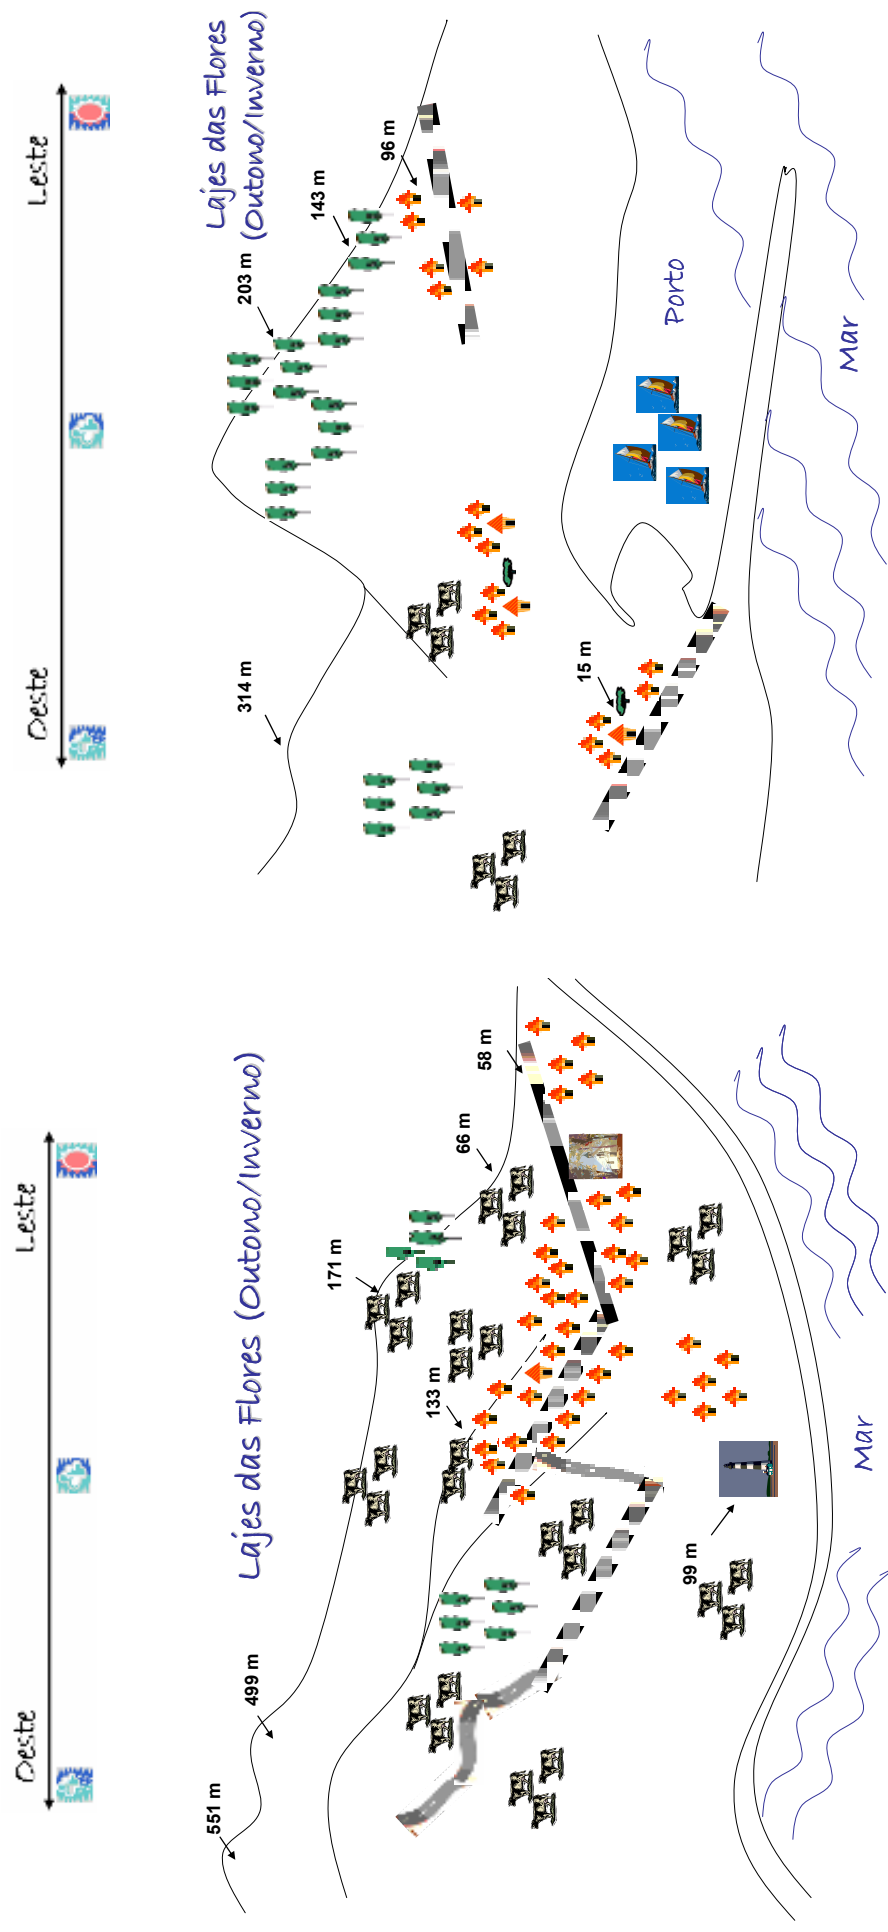 Oeste
Leste
Lajes das Flores
(Outono/Inverno)
314 m
203 m
143 m
96 m
15 m
Porto
Mar
Oeste
Leste
Lajes das Flores (Outono/Inverno)
551 m
499 m
171 m
133 m
66 m
58 m
99 m
Mar